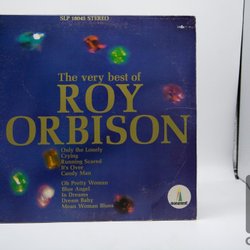 SLP 18045 STEREO
The very best of
ROY
ORBISON
Only the Lonely
Crying
Running Scared
It's Over
Candy Man
Oh Pretty Woman
Blue Angel
In Dreams
Dream Baby
Mean Woman Blues
monument